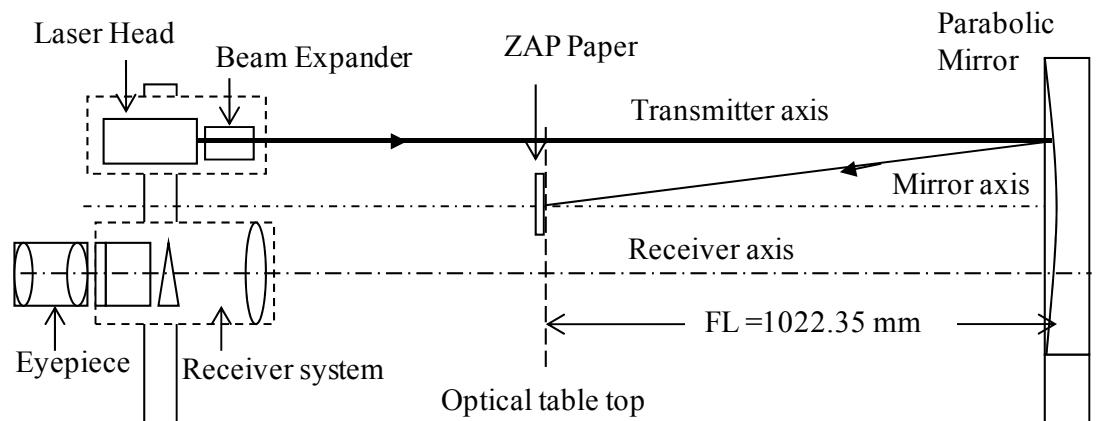 Laser Head
Beam Expander
ZAP Paper
Parabolic
Mirror
Transmitter axis
Mirror axis
Receiver axis
FL =1022.35 mm
Eyepiece
Receiver system
Optical table top